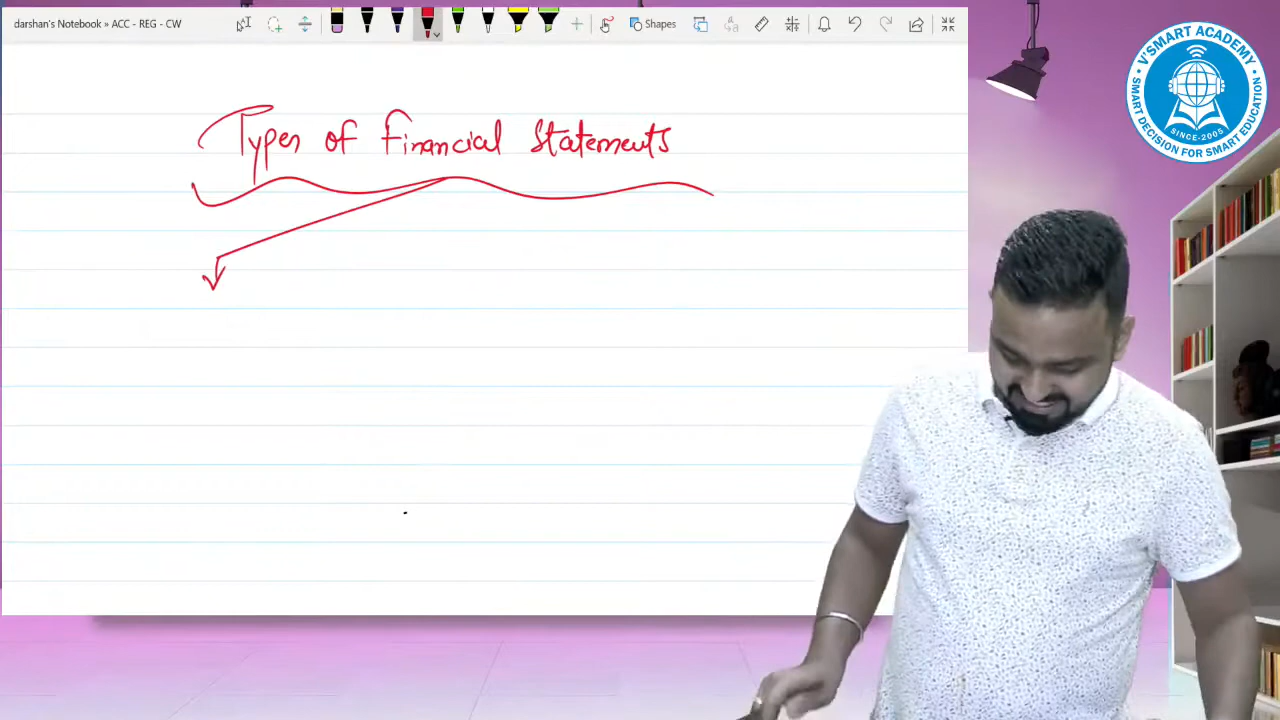 darshan's Notebook » ACC - REG - CW
Shapes
Types of Financial Statements
V'SMART ACADEMY
SINCE-2005
SMART DECISION FOR SMART EDUCATION